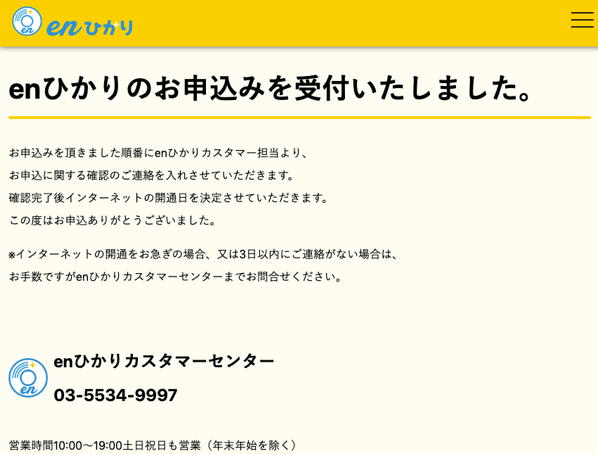 en
enひかり
enひかりのお申込みを受付いたしました。
お申込みを頂きました順番にenひかりカスタマー担当より、
お申込に関する確認のご連絡を入れさせていただきます。
確認完了後インターネットの開通日を決定させていただきます。
この度はお申込ありがとうございました。
※インターネットの開通をお急ぎの場合、又は3日以内にご連絡がない場合は、
お手数ですがenひかりカスタマーセンターまでお問合せください。
en
enひかりカスタマーセンター
03-5534-9997
営業時間10:00〜19:00土日祝日も営業（年末年始を除く）